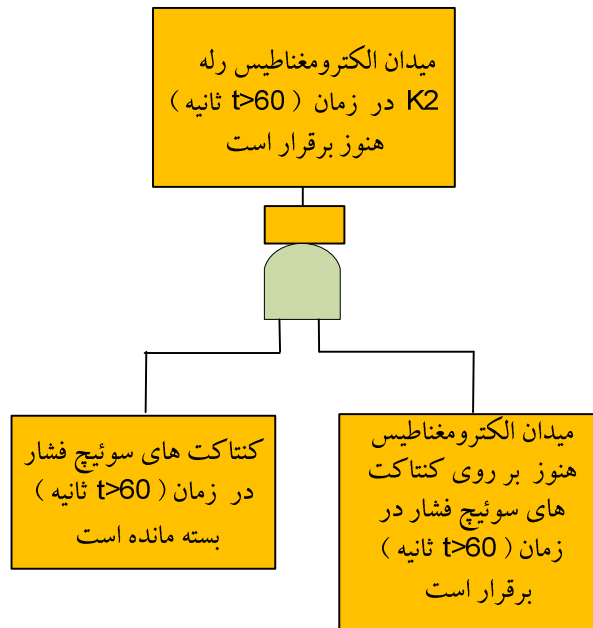 میدان الکترومغناطیس رله
K2 در زمان ( t>60 ثانیه )
هنوز برقرار است
میدان الکترومغناطیس
هنوز بر روی کنتاکت
های سوئیچ فشار در
زمان ( t>60 ثانیه )
برقرار است
کنتاکت های سوئیچ فشار
در زمان ( t>60 ثانیه )
بسته مانده است